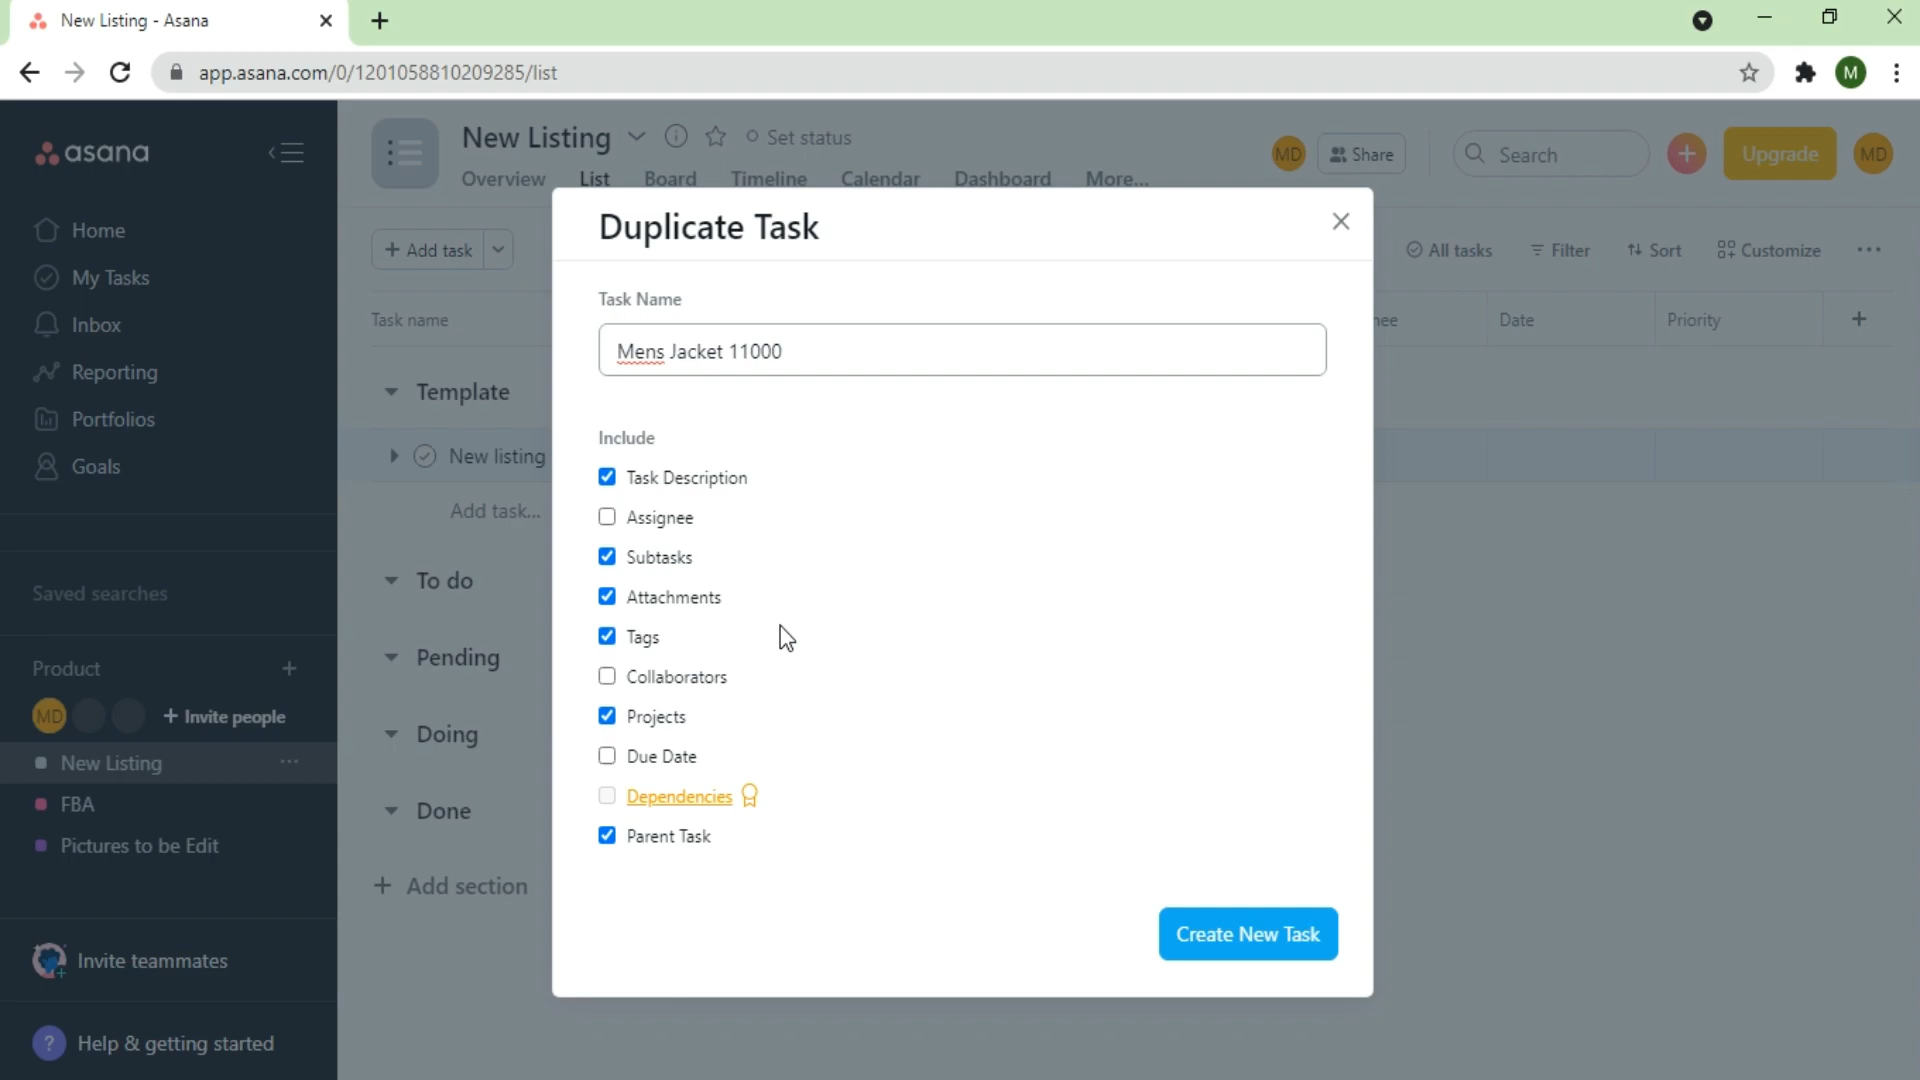 New Listing - Asana
app.asana.com/0/1201058810209285/list
M
asana
Home
My Tasks
Inbox
Reporting
Portfolios
Goals
Saved searches
Product
MD
+ Invite people
New Listing
FBA
Pictures to be Edit
Invite teammates
? Help & getting started
New Listing
Set status
Overview List Board Timeline Calendar Dashboard More...
MD
Share
Search
+
Upgrade
MD
+ Add task
All tasks
Filter
Sort
Customize
Task name
Date
Priority
+
Template
New listing
Add task...
To do
Pending
Doing
Done
+ Add section
Duplicate Task
Task Name
Mens Jacket 11000
Include
Task Description
Assignee
Subtasks
Attachments
Tags
Collaborators
Projects
Due Date
Dependencies
Parent Task
Create New Task